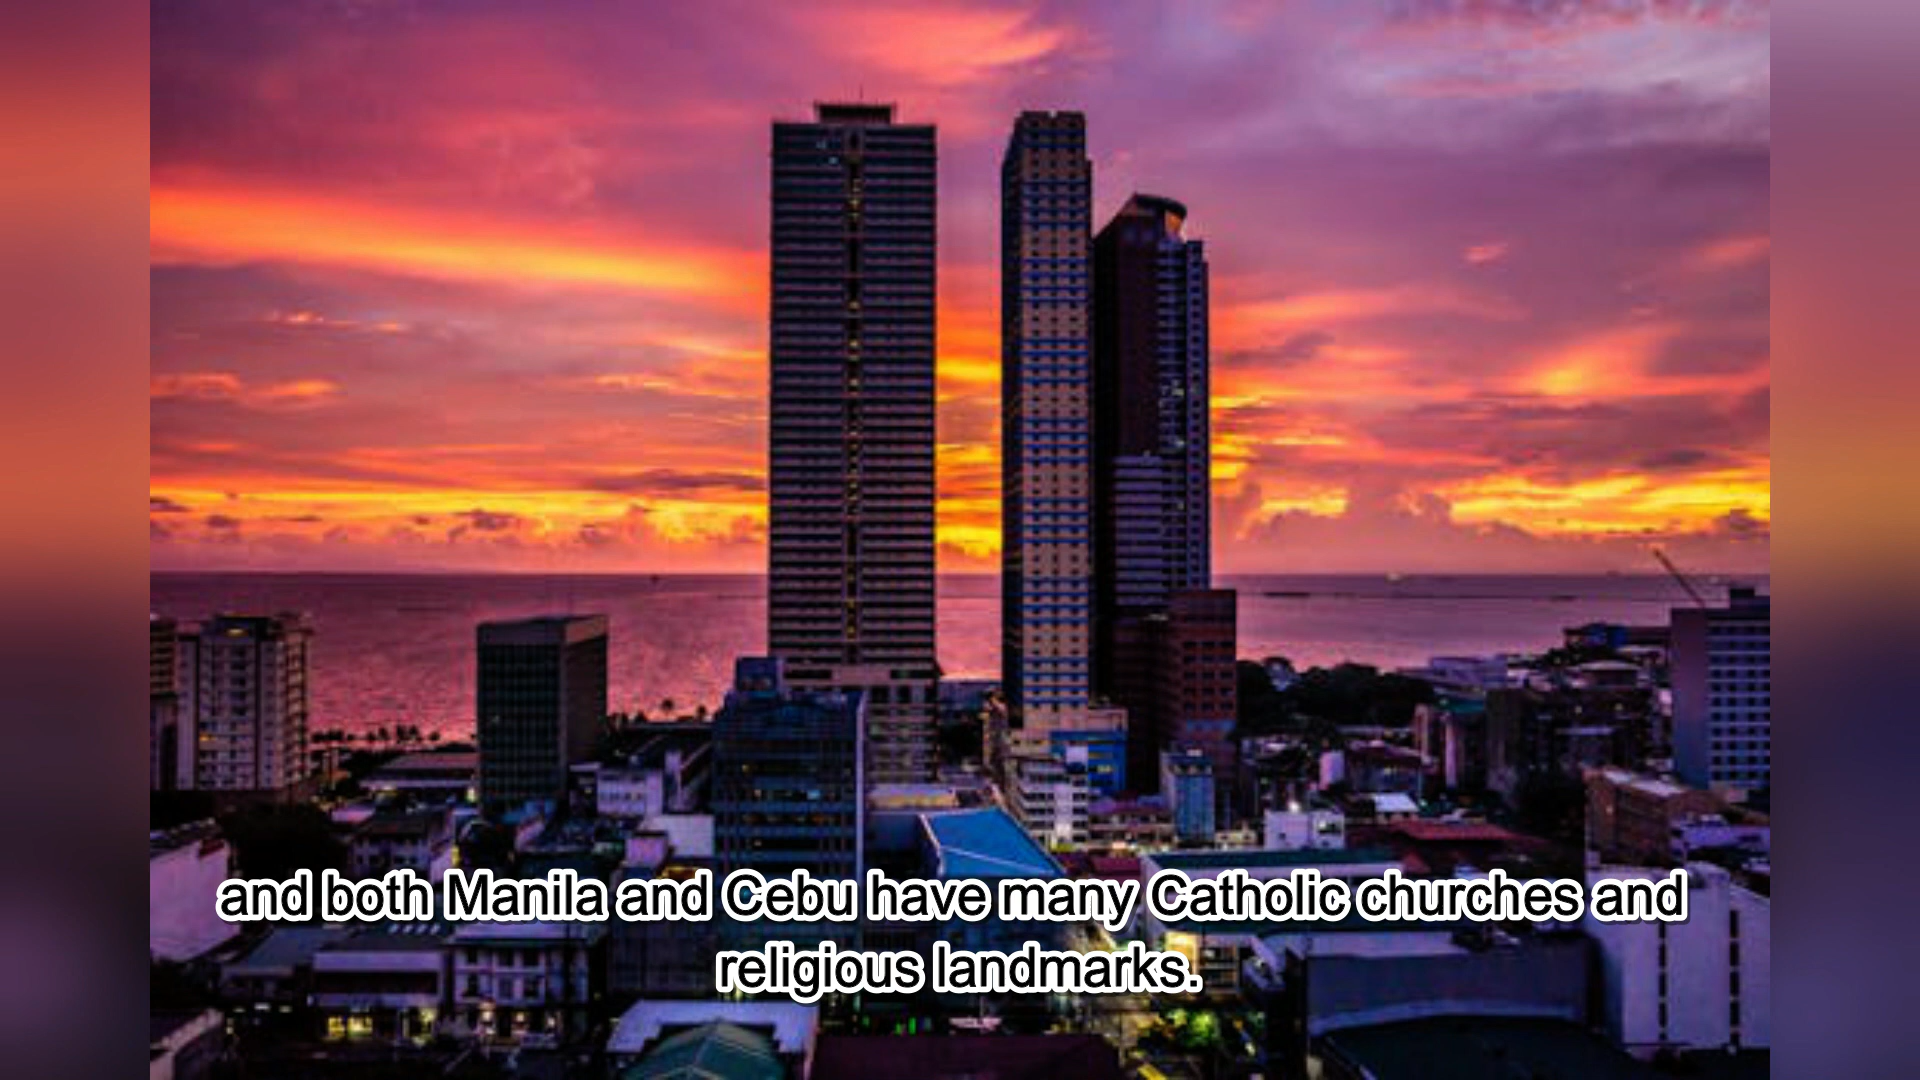 and both Manila and Cebu have many Catholic churches and
religious landmarks.